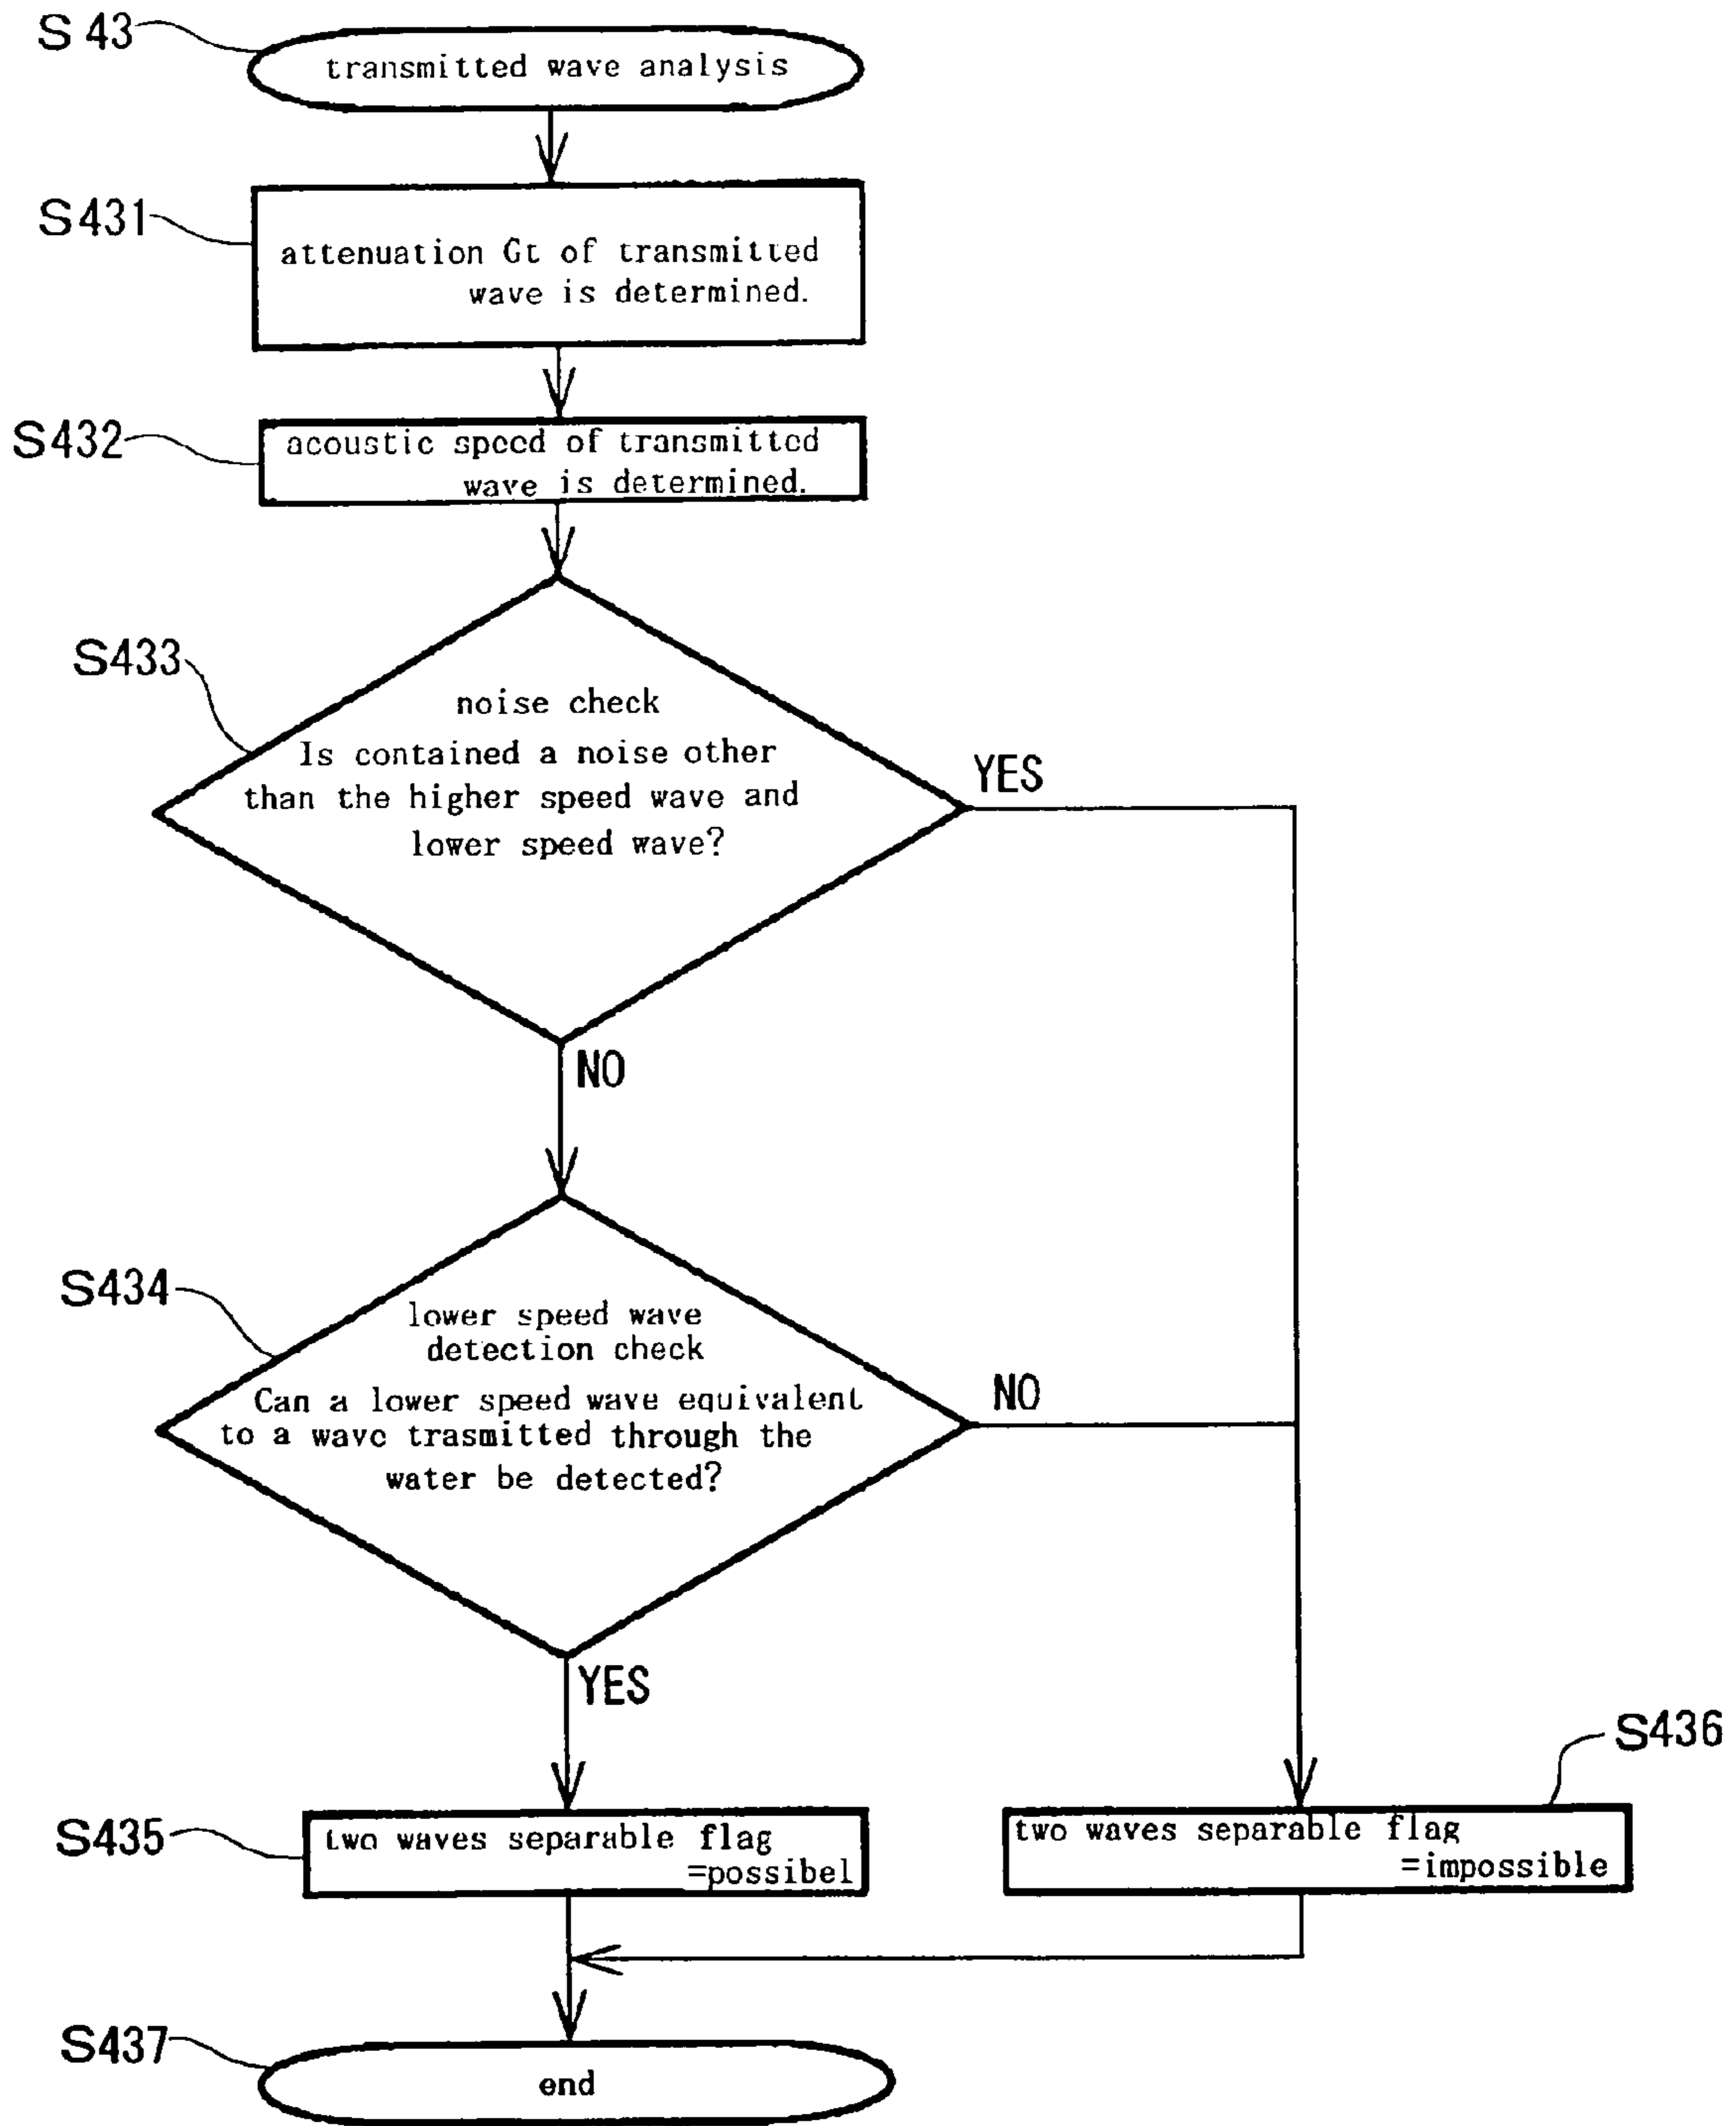 S 43
transmitted wave analysis
S431
attenuation Gt of transmitted
wave is determined.
S432
acoustic speed of transmitted
wave is determined.
S433
noise check
Is contained a noise other
than the higher speed wave and
lower speed wave?
YES
NO
S434
lower speed wave
detection check
Can a lower speed wave equivalent
to a wave trasmitted through the
water be detected?
NO
YES
S436
S435
two waves separable flag
=possibel
two waves separable flag
=impossible
S437
end